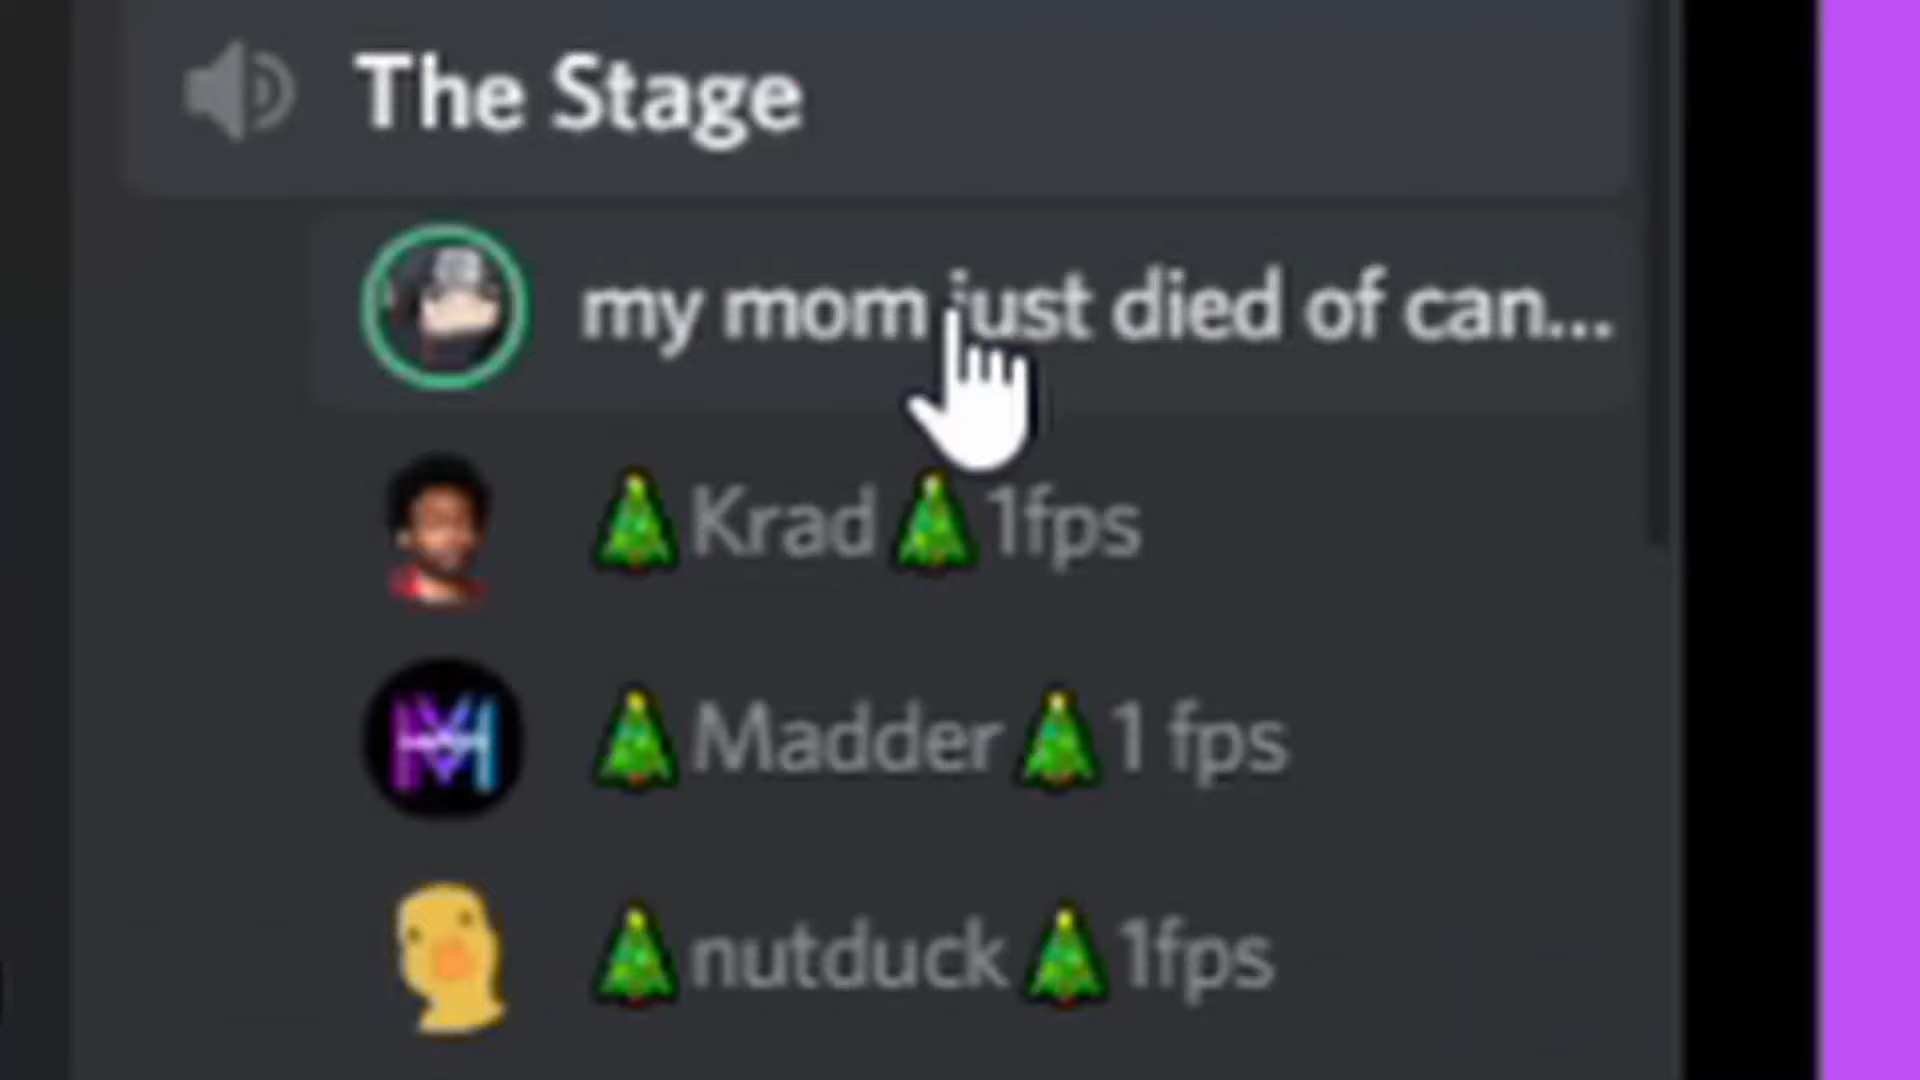 The Stage
my mom just died of can...
🎄Krad🎄1fps
🎄Madder🎄1 fps
🎄nutduck🎄1fps